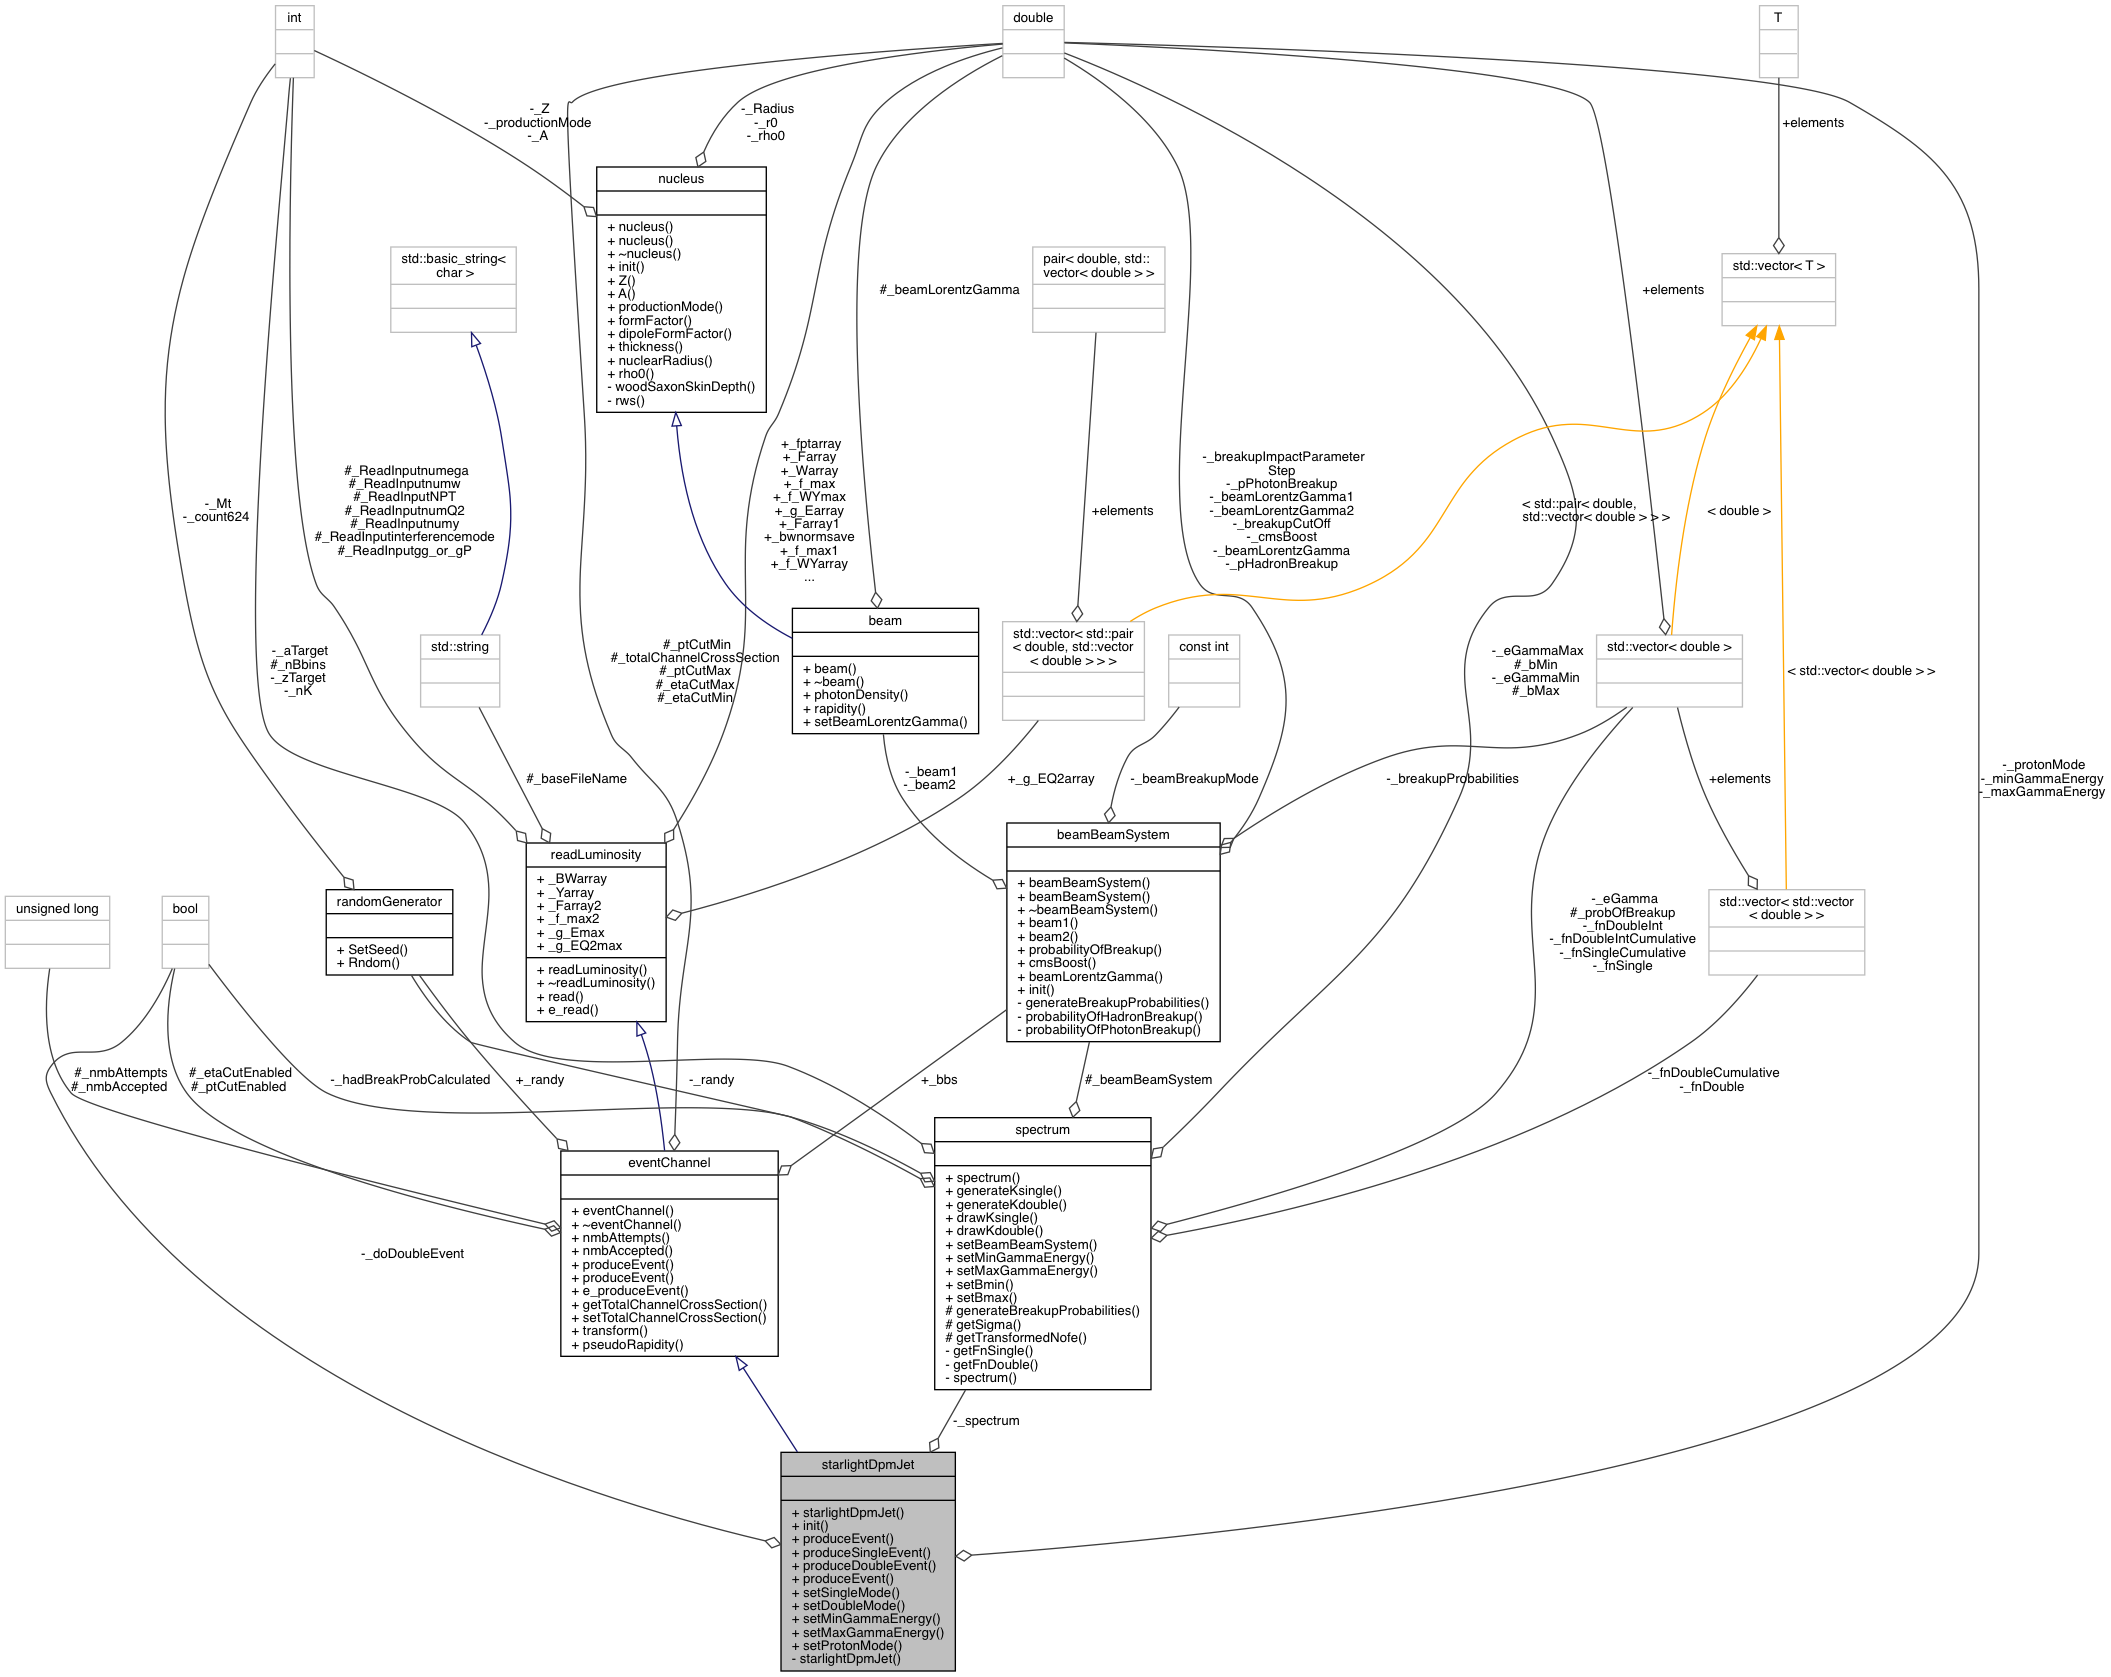 int
double
T
-_Z
-_productionMode
-_A
-_Radius
-_r0
-_rho0
+elements
nucleus
+ nucleus()
+ nucleus()
+ ~nucleus()
+ init()
+ Z()
+ A()
+ productionMode()
+ formFactor()
+ dipoleFormFactor()
+ thickness()
+ nuclearRadius()
+ rho0()
- woodSaxonSkinDepth()
- rws()
std::basic_string<
char >
#_beamLorentzGamma
pair< double, std::
vector< double > >
+elements
std::vector< T >
-_Mt
-_count624
#_ReadInputnumega
#_ReadInputnumw
#_ReadInputNPT
#_ReadInputnumQ2
#_ReadInputnumy
#_ReadInputinterferencemode
#_ReadInputgg_or_gP
+_fptarray
+_Farray
+_Warray
+_f_max
+_f_WYmax
+_g_Earray
+_Farray1
+_bwnormsave
+_f_max1
+_f_WYarray
...
+elements
-_breakupImpactParameter
Step
-_pPhotonBreakup
-_beamLorentzGamma1
-_beamLorentzGamma2
-_breakupCutOff
-_cmsBoost
-_beamLorentzGamma
-_pHadronBreakup
< std::pair< double,
std::vector< double > > >
< double >
-_aTarget
#_nBbins
-_zTarget
-_nK
std::string
#_ptCutMin
#_totalChannelCrossSection
#_ptCutMax
#_etaCutMax
#_etaCutMin
beam
+ beam()
+ ~beam()
+ photonDensity()
+ rapidity()
+ setBeamLorentzGamma()
std::vector< std::pair
< double, std::vector
< double > > >
const int
-_eGammaMax
#_bMin
-_eGammaMin
#_bMax
std::vector< double >
< std::vector< double > >
#_baseFileName
-_beam1
-_beam2
+_g_EQ2array
-_beamBreakupMode
-_breakupProbabilities
+elements
-_protonMode
-_minGammaEnergy
-_maxGammaEnergy
unsigned long
bool
randomGenerator
+ SetSeed()
+ Rndom()
readLuminosity
+ _BWarray
+ _Yarray
+ _Farray2
+ _f_max2
+ _g_Emax
+ _g_EQ2max
+ readLuminosity()
+ ~readLuminosity()
+ read()
+ e_read()
beamBeamSystem
+ beamBeamSystem()
+ beamBeamSystem()
+ ~beamBeamSystem()
+ beam1()
+ beam2()
+ probabilityOfBreakup()
+ cmsBoost()
+ beamLorentzGamma()
+ init()
- generateBreakupProbabilities()
- probabilityOfHadronBreakup()
- probabilityOfPhotonBreakup()
-_eGamma
#_probOfBreakup
-_fnDoubleInt
-_fnDoubleIntCumulative
-_fnSingleCumulative
-_fnSingle
std::vector< std::vector
< double > >
#_nmbAttempts
#_nmbAccepted
#_etaCutEnabled
#_ptCutEnabled
-_hadBreakProbCalculated
+_randy
-_randy
+_bbs
#_beamBeamSystem
-_fnDoubleCumulative
-_fnDouble
eventChannel
+ eventChannel()
+ ~eventChannel()
+ nmbAttempts()
+ nmbAccepted()
+ produceEvent()
+ produceEvent()
+ e_produceEvent()
+ getTotalChannelCrossSection()
+ setTotalChannelCrossSection()
+ transform()
+ pseudoRapidity()
spectrum
+ spectrum()
+ generateKsingle()
+ generateKdouble()
+ drawKsingle()
+ drawKdouble()
+ setBeamBeamSystem()
+ setMinGammaEnergy()
+ setMaxGammaEnergy()
+ setBmin()
+ setBmax()
# generateBreakupProbabilities()
# getSigma()
# getTransformedNofe()
- getFnSingle()
- getFnDouble()
- spectrum()
-_doDoubleEvent
-_spectrum
starlightDpmJet
+ starlightDpmJet()
+ init()
+ produceEvent()
+ produceSingleEvent()
+ produceDoubleEvent()
+ produceEvent()
+ setSingleMode()
+ setDoubleMode()
+ setMinGammaEnergy()
+ setMaxGammaEnergy()
+ setProtonMode()
- starlightDpmJet()